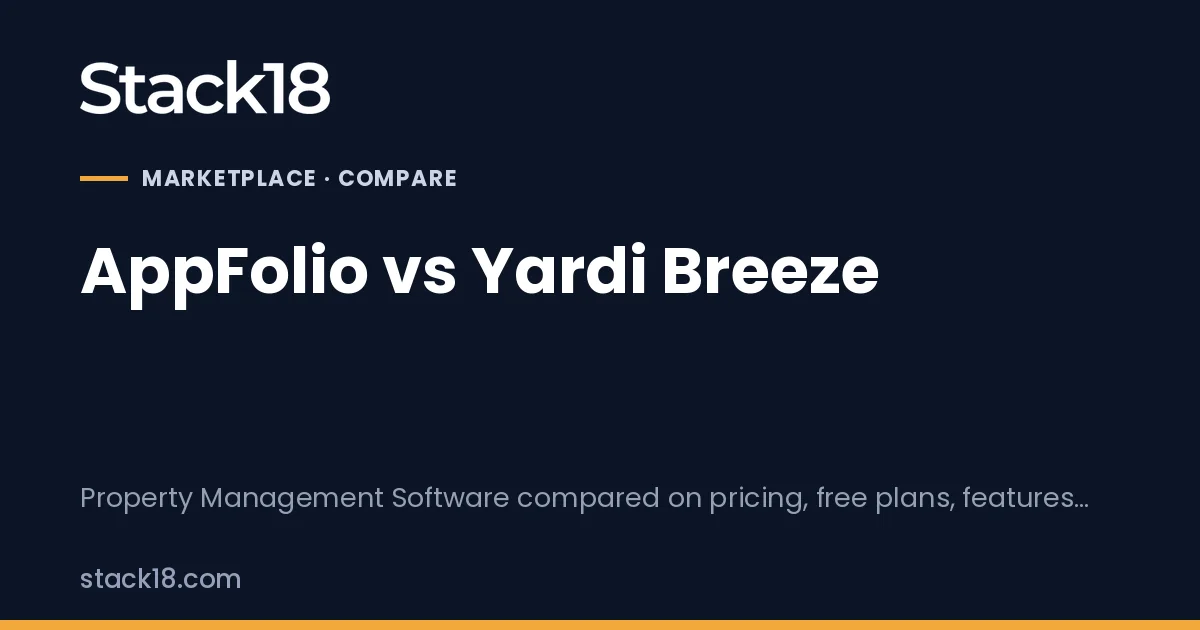 Stack18
MARKETPLACE · COMPARE
AppFolio vs Yardi Breeze
Property Management Software compared on pricing, free plans, features...
stack18.com